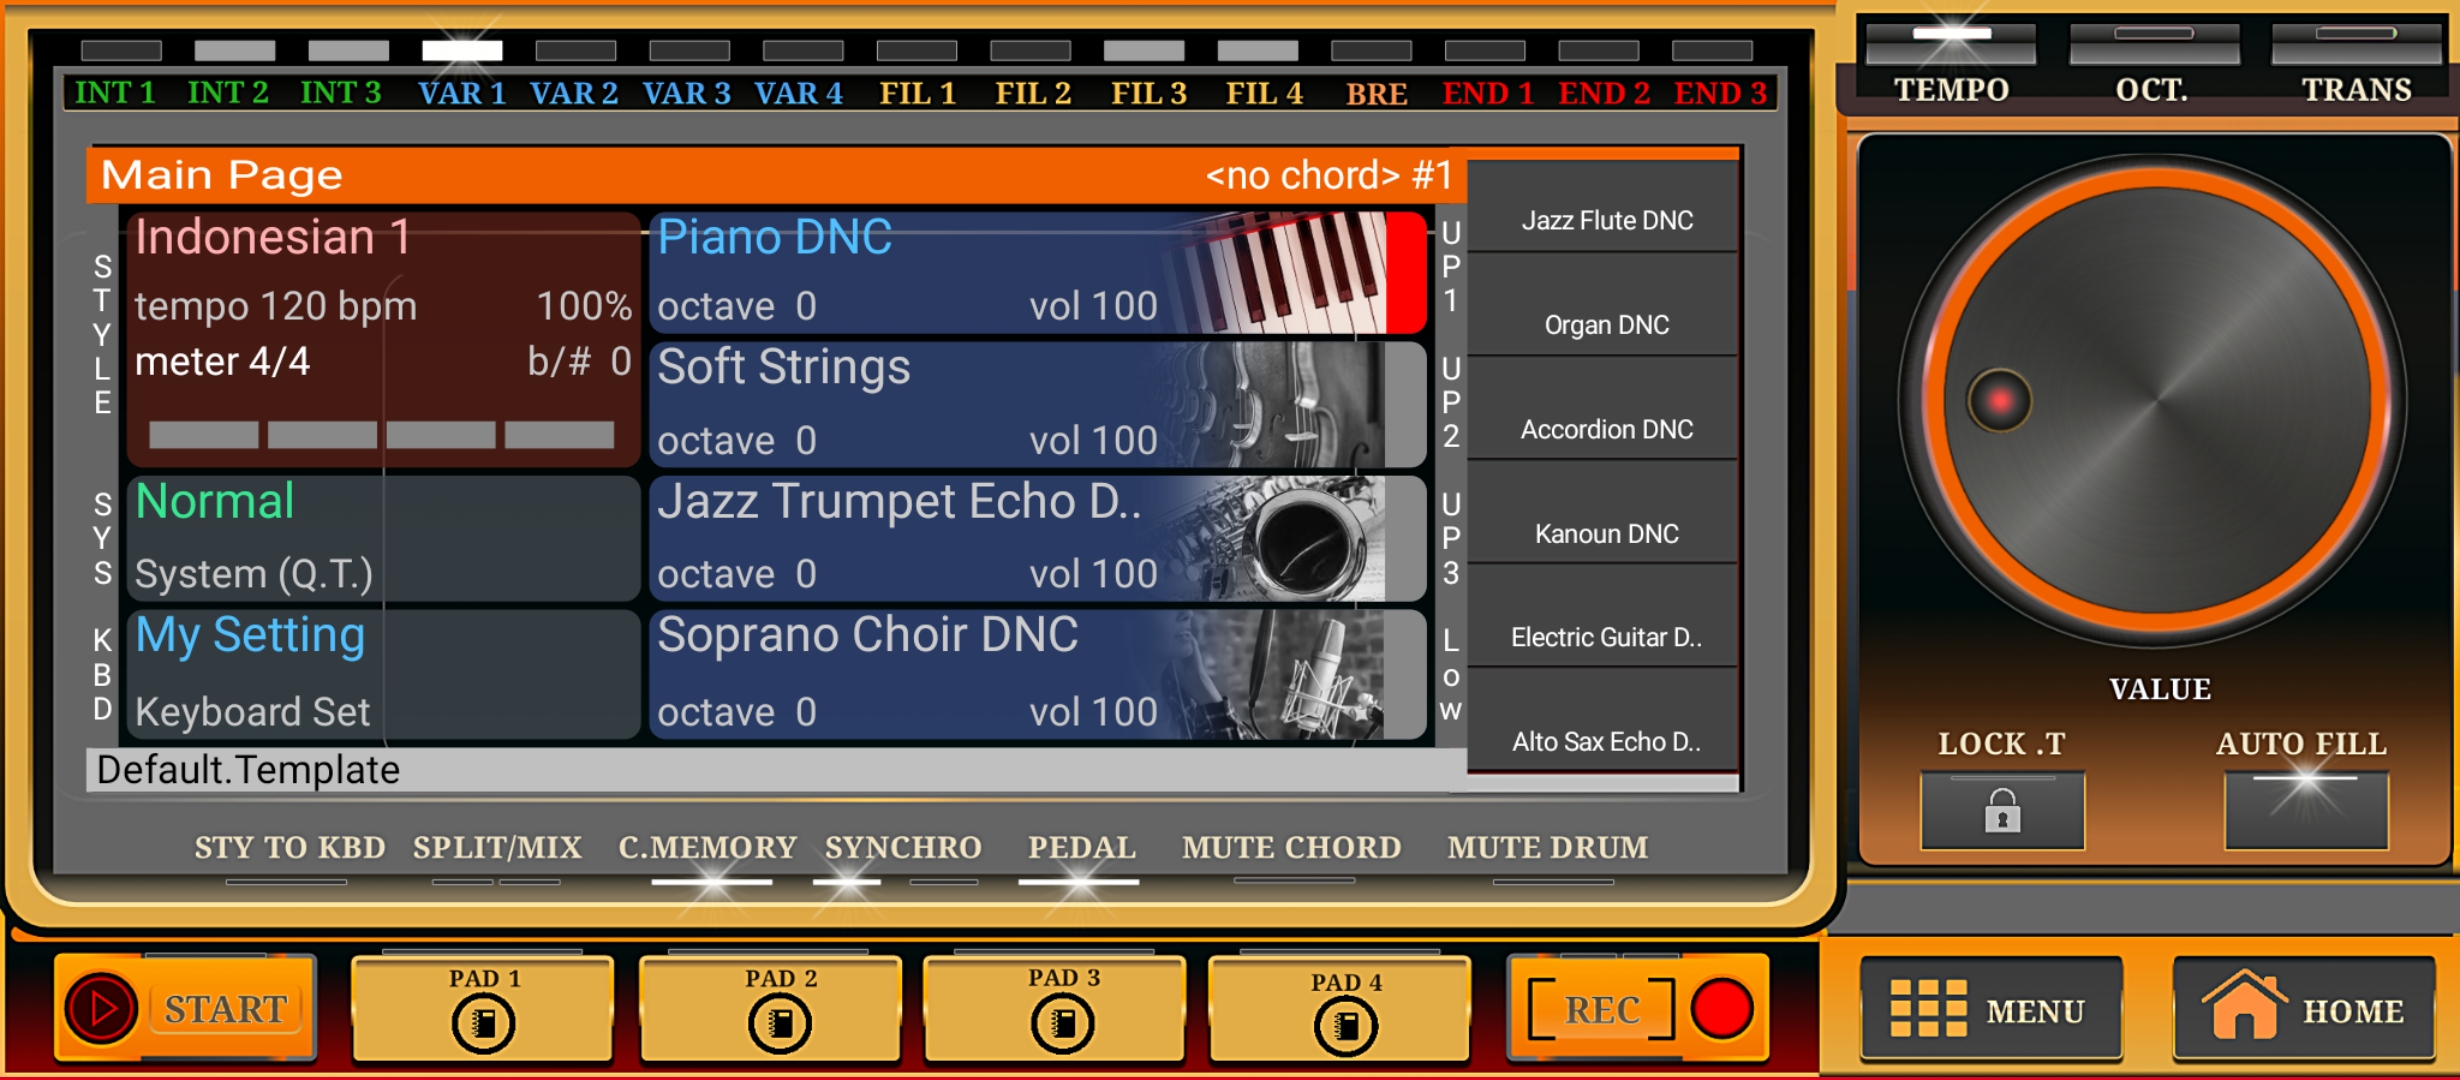 INT 1 INT 2 INT 3 VAR 1 VAR 2 VAR 3 VAR 4 FIL 1 FIL 2 FIL 3 FIL 4 BRE END 1 END 2 END 3
TEMPO OCT. TRANS
Main Page <no chord> #1
STYLE
Indonesian 1
tempo 120 bpm 100%
meter 4/4 b/# 0
SYS
Normal
System (Q.T.)
KBD
My Setting
Keyboard Set
Piano DNC
octave 0 vol 100
UP1
Soft Strings
octave 0 vol 100
UP2
Jazz Trumpet Echo D..
octave 0 vol 100
UP3
Soprano Choir DNC
octave 0 vol 100
Low
Jazz Flute DNC
Organ DNC
Accordion DNC
Kanoun DNC
Electric Guitar D..
Alto Sax Echo D..
Default.Template
VALUE
LOCK .T AUTO FILL
STY TO KBD SPLIT/MIX C.MEMORY SYNCHRO PEDAL MUTE CHORD MUTE DRUM
START PAD 1 PAD 2 PAD 3 PAD 4 REC MENU HOME